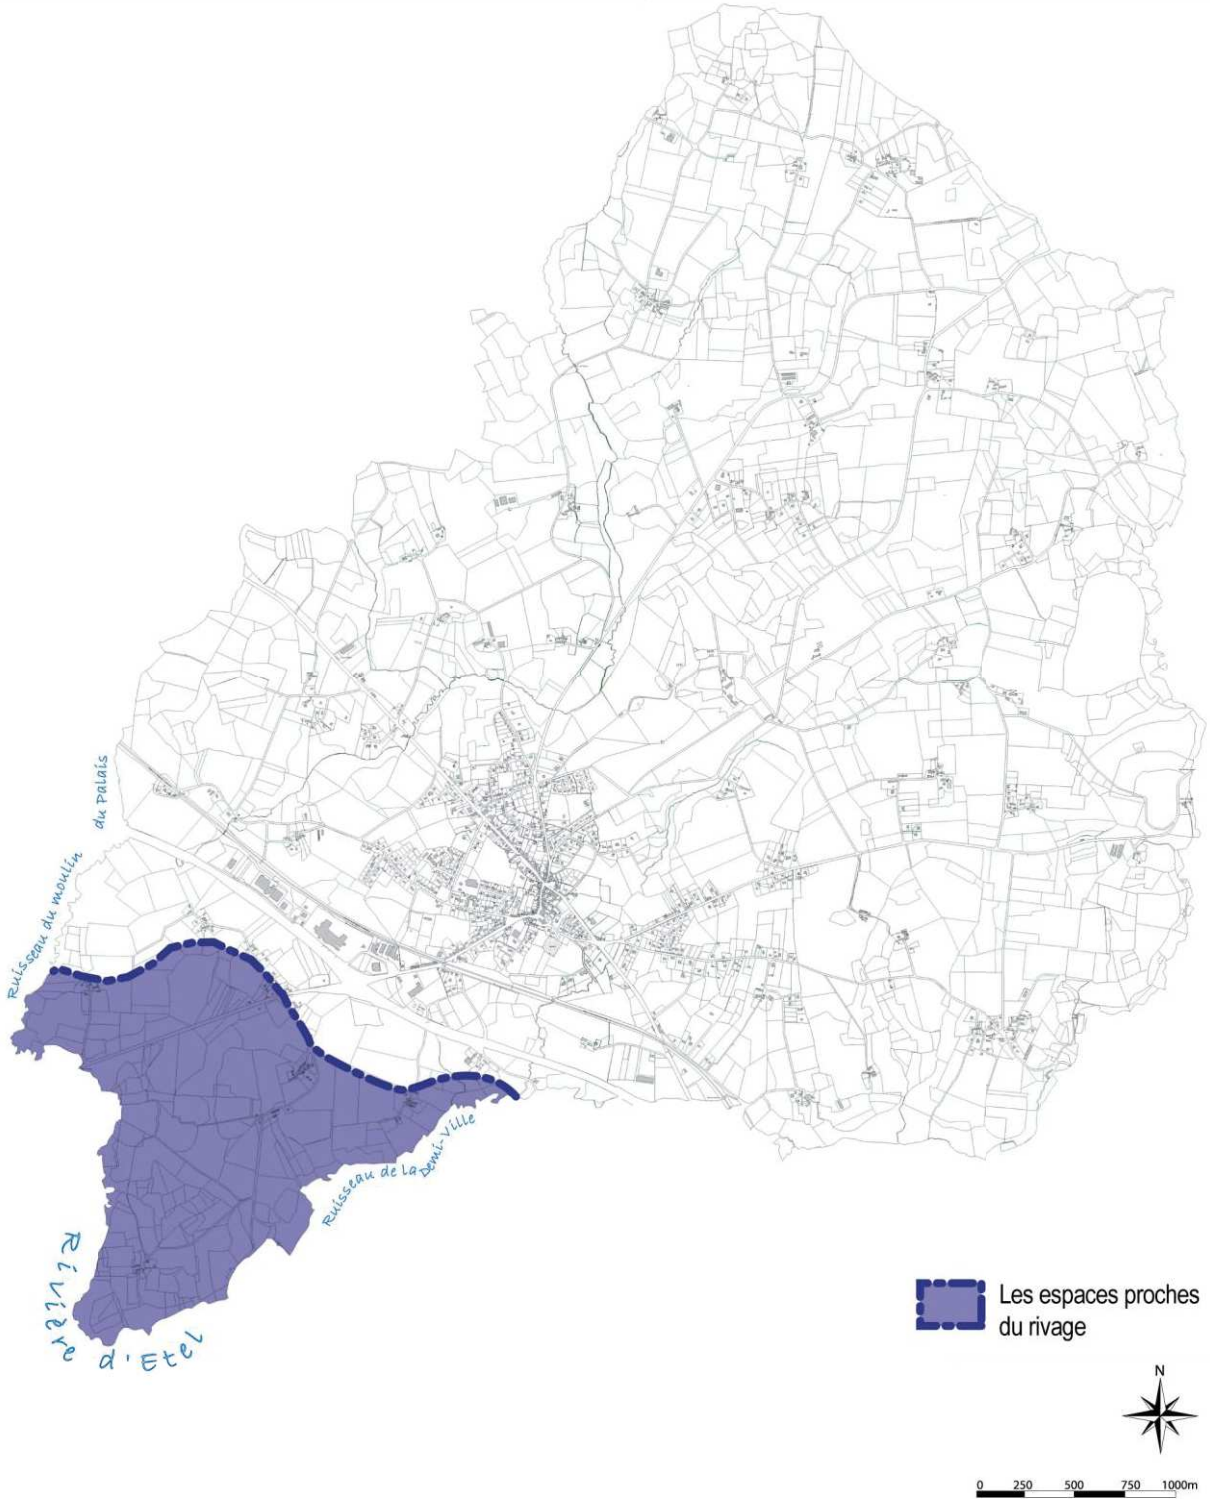 du Palais
Ruisseau du moulin
Ruisseau de la Demi-Ville
Rivière d'Etel
Les espaces proches
du rivage
N
0 250 500 750 1000m